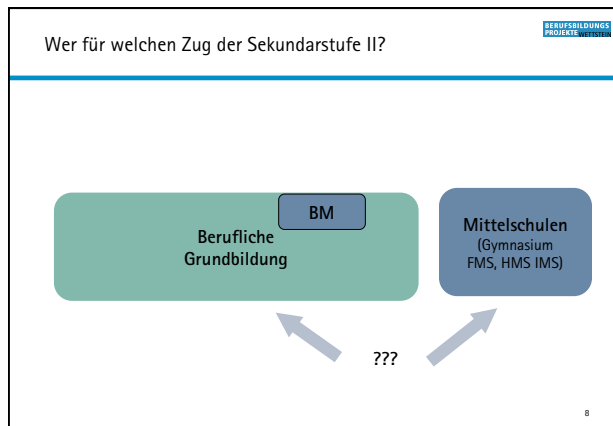 Wer für welchen Zug der Sekundarstufe II?
BERUFSBILDUNGS
PROJEKTE WETTSTEIN
BM
Berufliche
Grundbildung
Mittelschulen
(Gymnasium
FMS, HMS IMS)
???
8